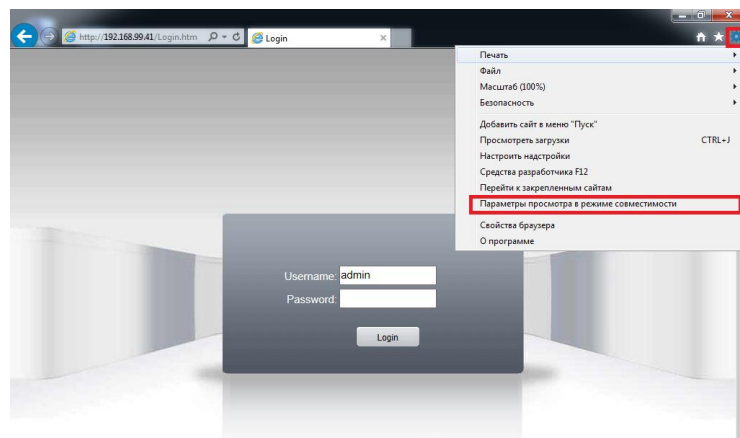 http://192.168.99.41/Login.htm
Login
Печать
Файл
Масштаб (100%)
Безопасность
Добавить сайт в меню "Пуск"
Просмотреть загрузки CTRL+J
Настроить надстройки
Средства разработчика F12
Перейти к закрепленным сайтам
Параметры просмотра в режиме совместимости
Свойства браузера
О программе
Username: admin
Password:
Login